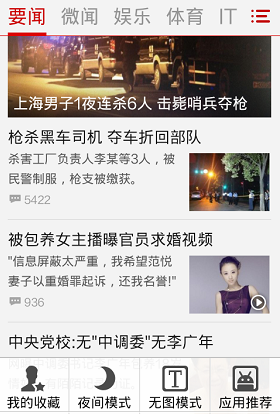 要闻 微闻 娱乐 体育 IT
上海男子1夜连杀6人 击毙哨兵夺枪
枪杀黑车司机 夺车折回部队
杀害工厂负责人李某等3人，被
民警制服，枪支被缴获。
5422
被包养女主播曝官员求婚视频
"信息屏蔽太严重，我希望范悦
妻子以重婚罪起诉，还我名誉!"
936
中央党校:无"中调委"无李广年
我的收藏 夜间模式 无图模式 应用推荐